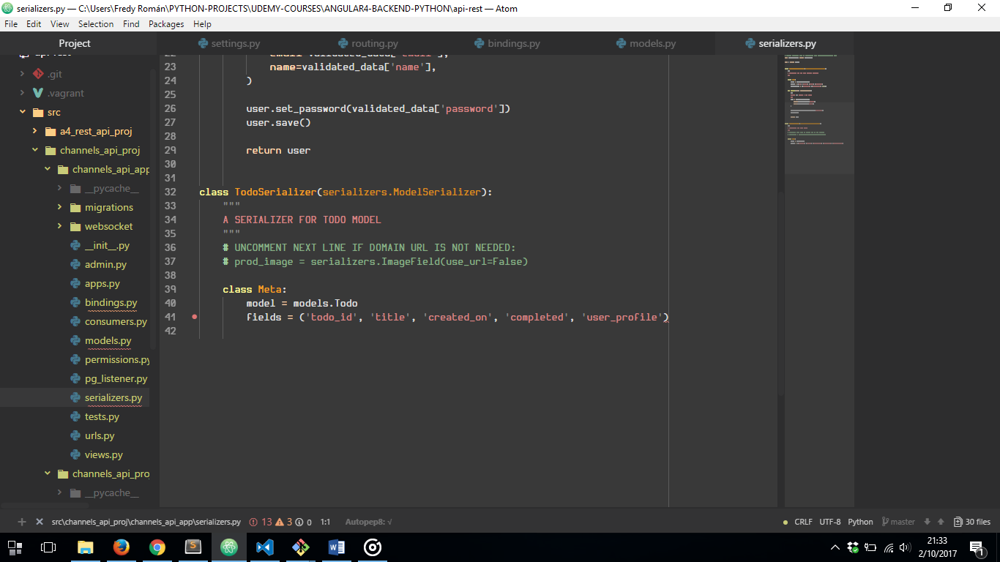 serializers.py — C:\Users\Fredy Román\PYTHON-PROJECTS\UDEMY-COURSES\ANGULAR4-BACKEND-PYTHON\api-rest — Atom
File Edit View Selection Find Packages Help
Project
settings.py
routing.py
bindings.py
models.py
serializers.py
.git
.vagrant
src
a4_rest_api_proj
channels_api_proj
channels_api_app
__pycache__
migrations
websocket
__init__.py
admin.py
apps.py
bindings.py
consumers.py
models.py
permissions.py
pg_listener.py
serializers.py
tests.py
urls.py
views.py
channels_api_pro
__pycache__
23 name=validated_data['name'],
24 )
25
26 user.set_password(validated_data['password'])
27 user.save()
28
29 return user
30
31
32 class TodoSerializer(serializers.ModelSerializer):
33 """
34 A SERIALIZER FOR TODO MODEL
35 """
36 # UNCOMMENT NEXT LINE IF DOMAIN URL IS NOT NEEDED:
37 # prod_image = serializers.ImageField(use_url=False)
38
39 class Meta:
40 model = models.Todo
41 fields = ('todo_id', 'title', 'created_on', 'completed', 'user_profile')
42
src\channels_api_proj\channels_api_app\serializers.py 13 3 0 1:1 Autopep8: √ CRLF UTF-8 Python master 30 files
21:33
2/10/2017
1